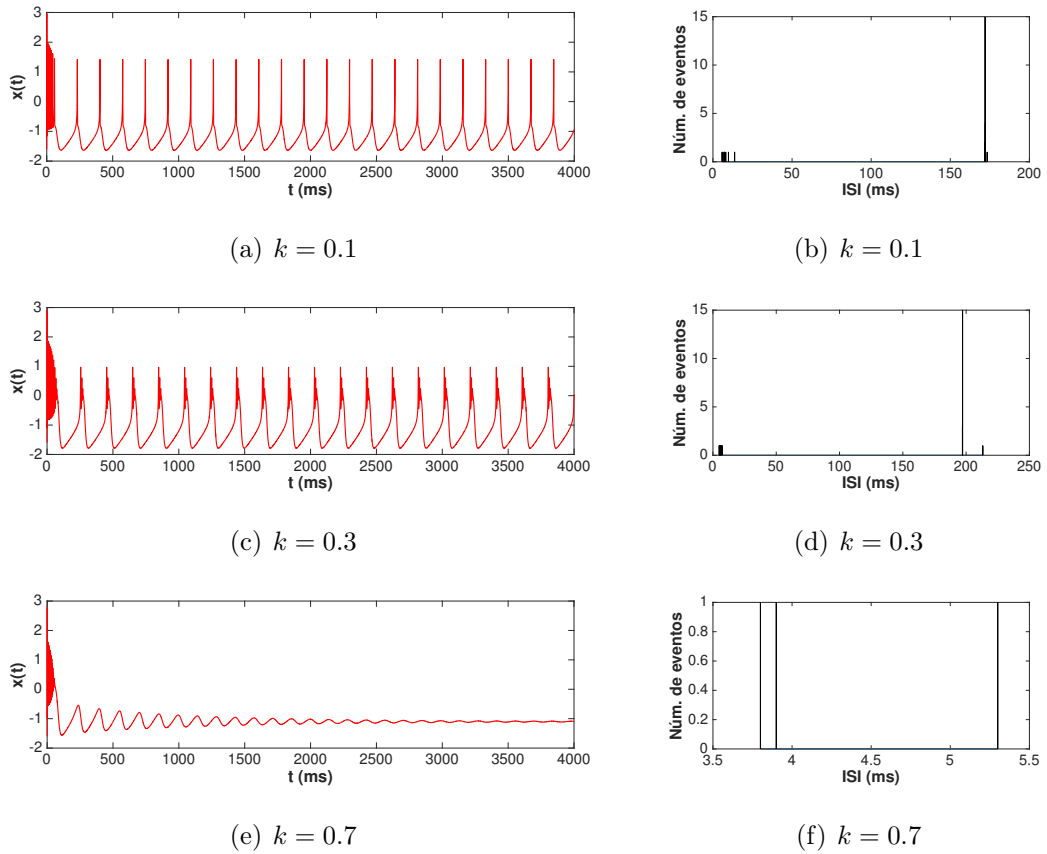 3
2
1
0
-1
-2
x(t)
0 500 1000 1500 2000 2500 3000 3500 4000
t (ms)
15
10
5
0
Núm. de eventos
0 50 100 150 200
ISI (ms)
(a) k = 0.1
(b) k = 0.1
3
2
1
0
-1
-2
x(t)
0 500 1000 1500 2000 2500 3000 3500 4000
t (ms)
15
10
5
0
Núm. de eventos
0 50 100 150 200 250
ISI (ms)
(c) k = 0.3
(d) k = 0.3
3
2
1
0
-1
-2
x(t)
0 500 1000 1500 2000 2500 3000 3500 4000
t (ms)
1
0.8
0.6
0.4
0.2
0
Núm. de eventos
3.5 4 4.5 5 5.5
ISI (ms)
(e) k = 0.7
(f) k = 0.7